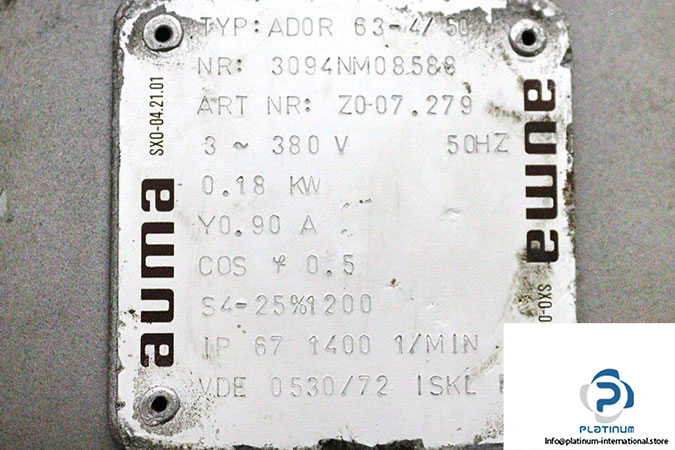 TYP: ADOR 63-4/50
NR: 3094NM08.588
ART NR: Z0-07.279
3 ~ 380 V 50HZ
0.18 KW
Y0.90 A
COS φ 0.5
S4-25%1200
IP 67 1400 1/MIN
VDE 0530/72 ISKL
auma
SX0-04.21.01
auma
SX0-0
PLATINUM
Info@platinum-international.store